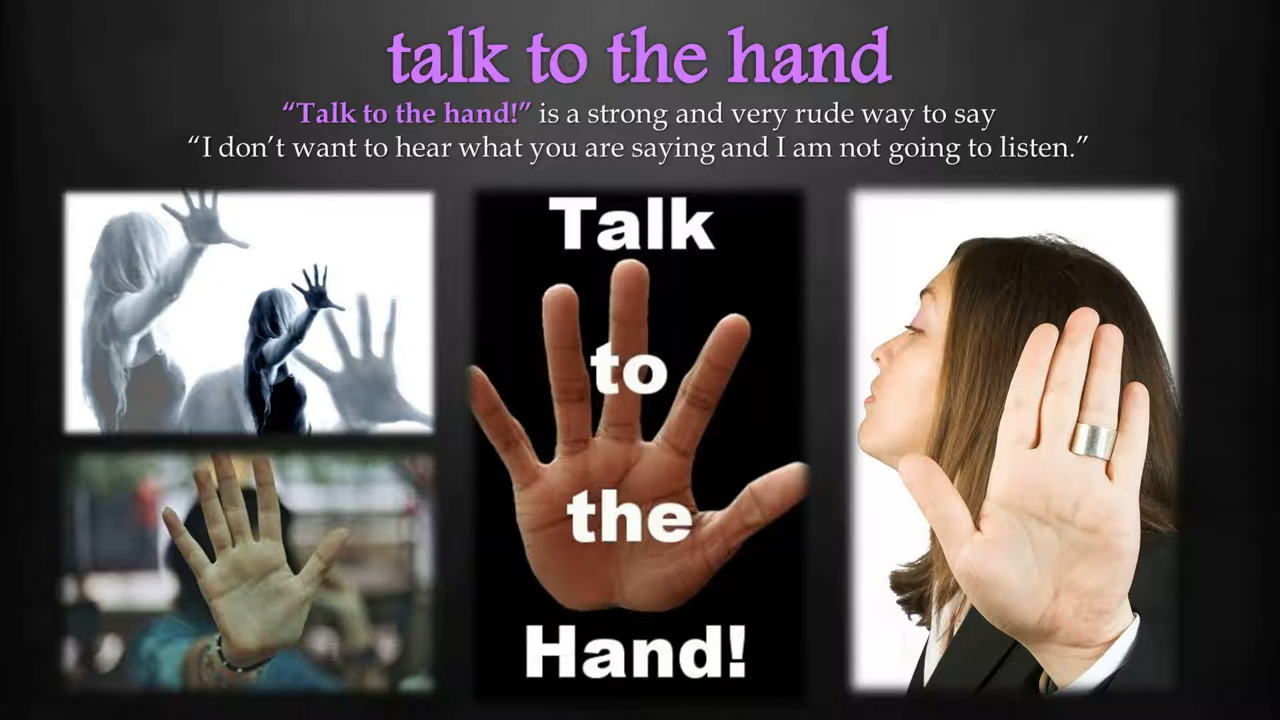 talk to the hand
“Talk to the hand!” is a strong and very rude way to say
“I don’t want to hear what you are saying and I am not going to listen.”
Talk
to
the
Hand!